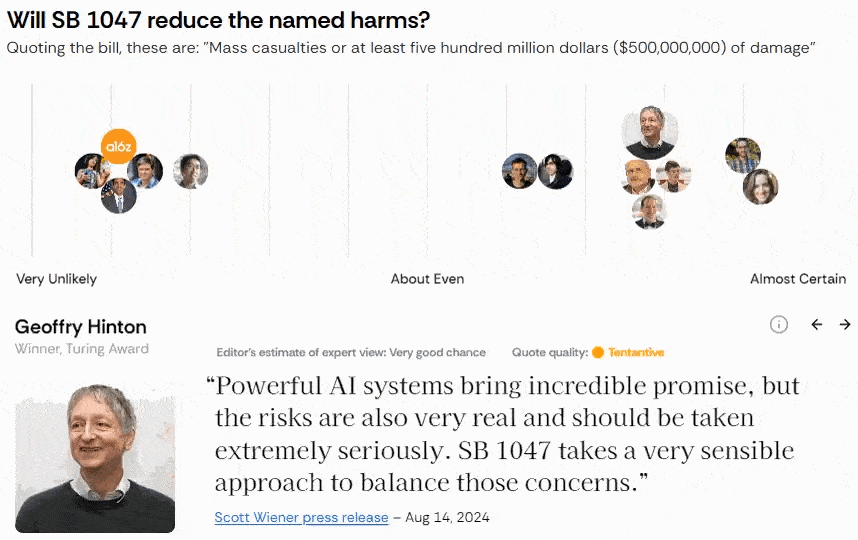 Will SB 1047 reduce the named harms?
Quoting the bill, these are: "Mass casualties or at least five hundred million dollars ($500,000,000) of damage"
a16z
Very Unlikely About Even Almost Certain
Geoffry Hinton
Winner, Turing Award
Editor's estimate of expert view: Very good chance Quote quality: Tentantive
“Powerful AI systems bring incredible promise, but
the risks are also very real and should be taken
extremely seriously. SB 1047 takes a very sensible
approach to balance those concerns.”
Scott Wiener press release – Aug 14, 2024